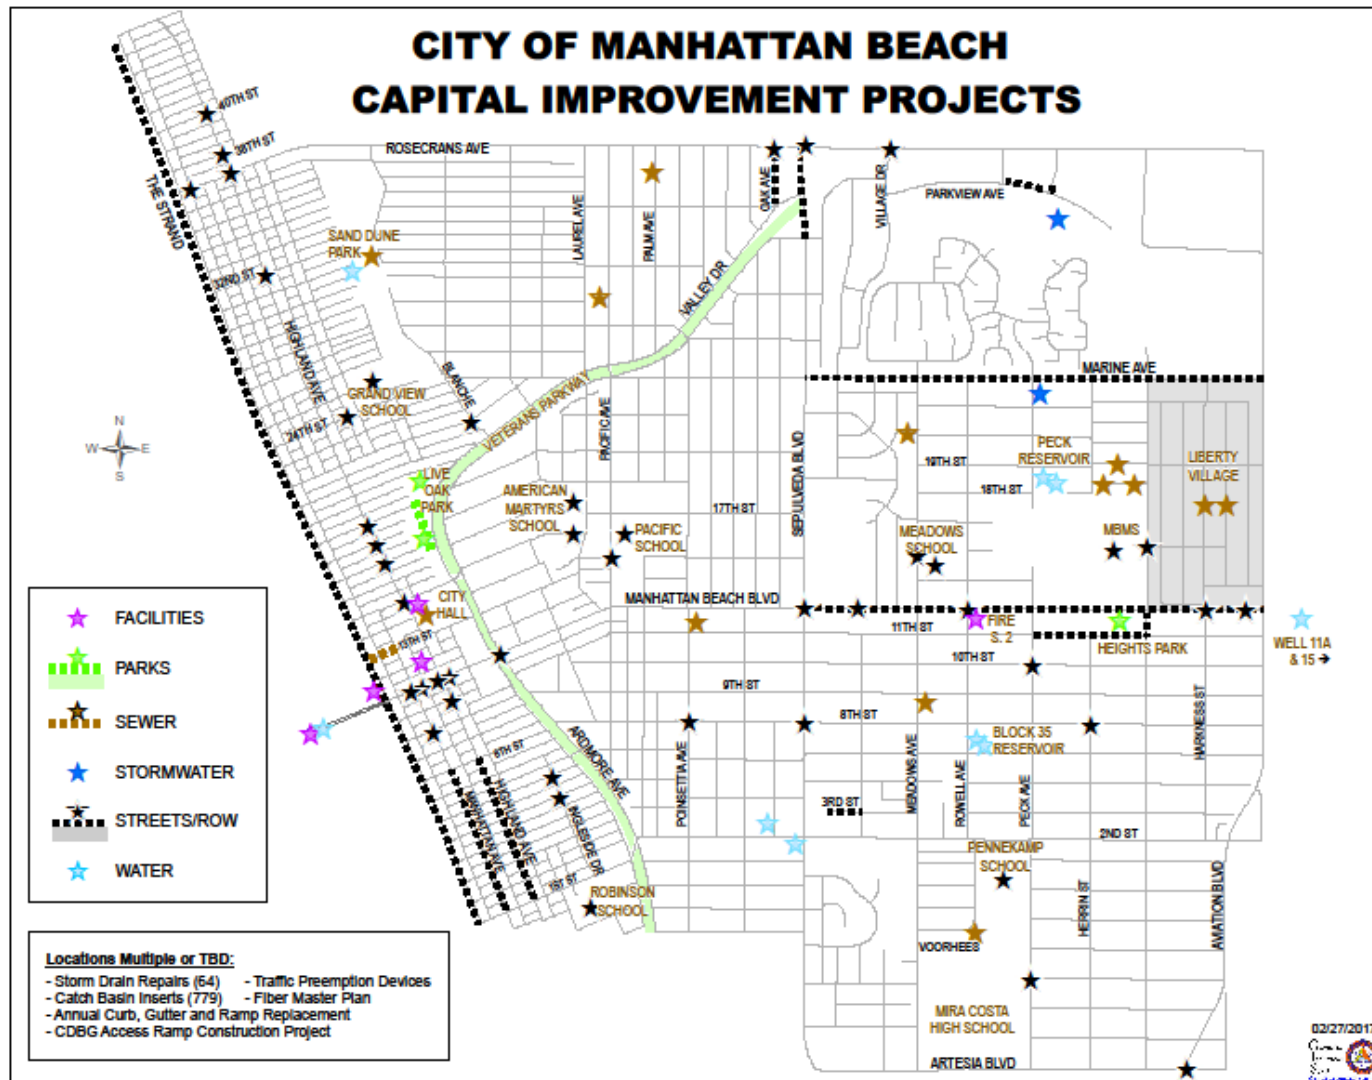 CITY OF MANHATTAN BEACH
CAPITAL IMPROVEMENT PROJECTS
40TH ST
38TH ST
ROSECRANS AVE
THE STRAND
OAK AVE
VILLAGE DR
PARKVIEW AVE
LAUREL AVE
PALM AVE
SAND DUNE
PARK
32ND ST
VALLEY DR
HIGHLAND AVE
BLANCHE
MARINE AVE
GRAND VIEW
SCHOOL
24TH ST
VETERANS PARKWAY
PACIFIC AVE
SEPULVEDA BLVD
N
W
E
S
19TH ST
PECK
RESERVOIR
18TH ST
LIBERTY
VILLAGE
LIVE
OAK
PARK
AMERICAN
MARTYRS
SCHOOL
17TH ST
PACIFIC
SCHOOL
MEADOWS
SCHOOL
MBMS
CITY
HALL
MANHATTAN BEACH BLVD
11TH ST
FIRE
S. 2
HEIGHTS PARK
WELL 11A
& 15 →
13TH ST
10TH ST
9TH ST
8TH ST
HARKNESS ST
BLOCK 35
RESERVOIR
6TH ST
ARDMORE AVE
POINSETTIA AVE
MEADOWS AVE
ROWELL AVE
PECK AVE
MANHATTAN AVE
HIGHLAND AVE
INGLESIDE DR
3RD ST
2ND ST
1ST ST
ROBINSON
SCHOOL
PENNEKAMP
SCHOOL
HERRIN ST
AVIATION BLVD
VOORHEES
MIRA COSTA
HIGH SCHOOL
ARTESIA BLVD
FACILITIES
PARKS
SEWER
STORMWATER
STREETS/ROW
WATER
Locations Multiple or TBD:
- Storm Drain Repairs (64) - Traffic Preemption Devices
- Catch Basin Inserts (779) - Fiber Master Plan
- Annual Curb, Gutter and Ramp Replacement
- CDBG Access Ramp Construction Project
02/27/2017